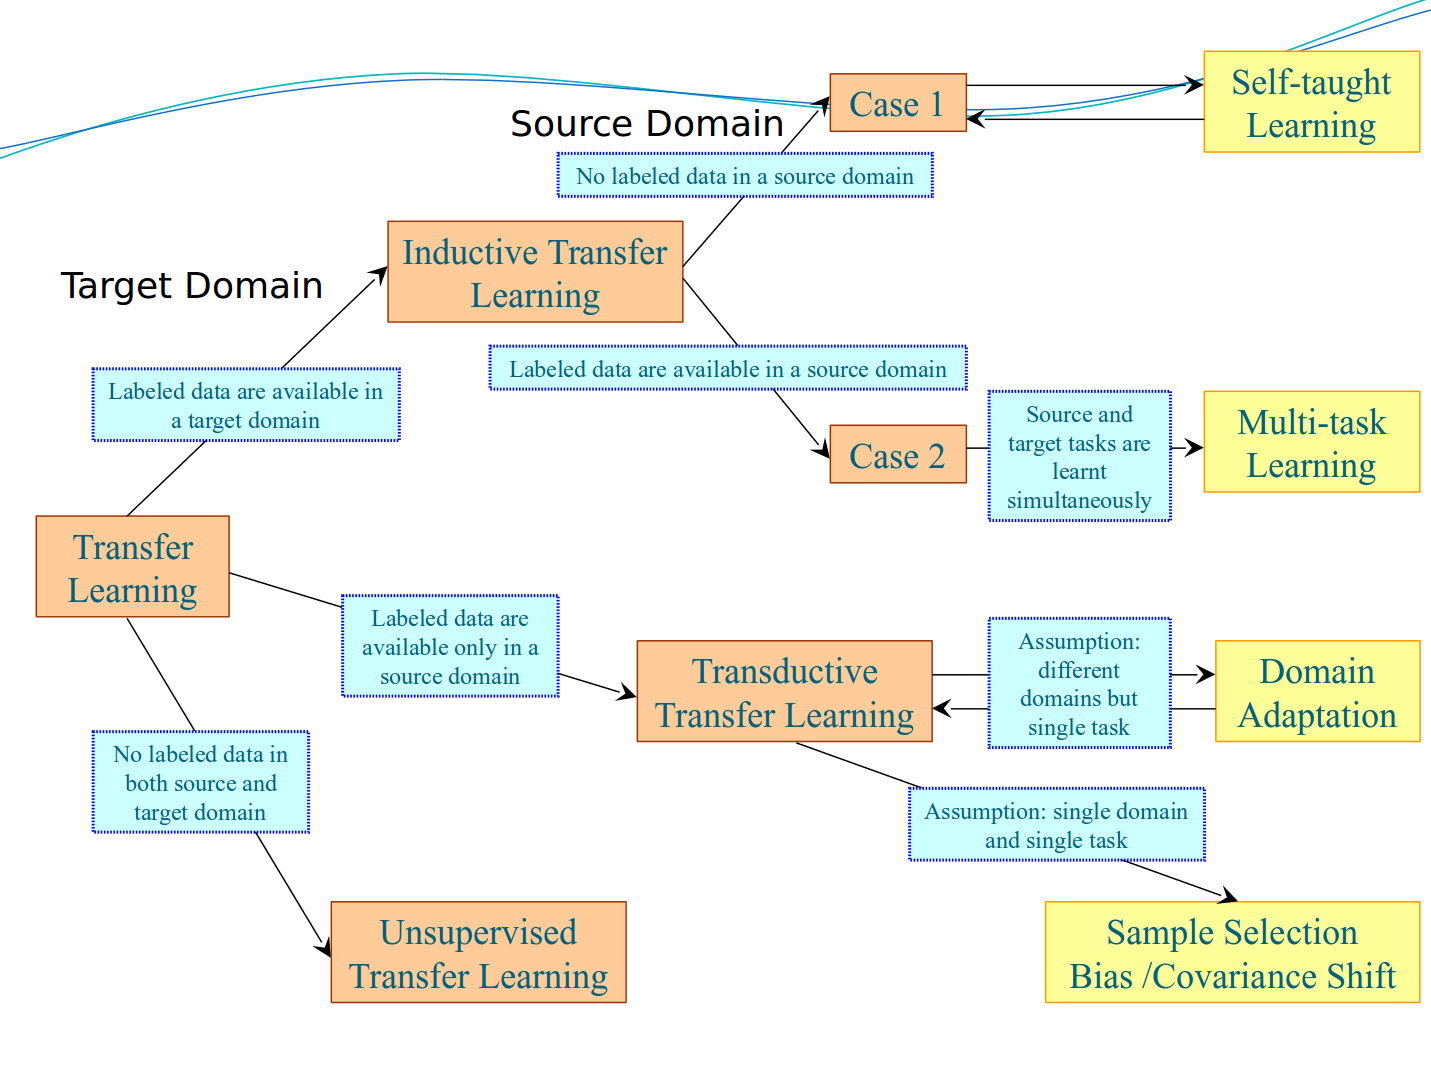 Case 1
Self-taught
Learning
Source Domain
No labeled data in a source domain
Inductive Transfer
Learning
Target Domain
Labeled data are available in a source domain
Labeled data are available in
a target domain
Case 2
Source and
target tasks are
learnt
simultaneously
Multi-task
Learning
Transfer
Learning
Labeled data are
available only in a
source domain
Transductive
Transfer Learning
Assumption:
different
domains but
single task
Domain
Adaptation
No labeled data in
both source and
target domain
Assumption: single domain
and single task
Unsupervised
Transfer Learning
Sample Selection
Bias /Covariance Shift